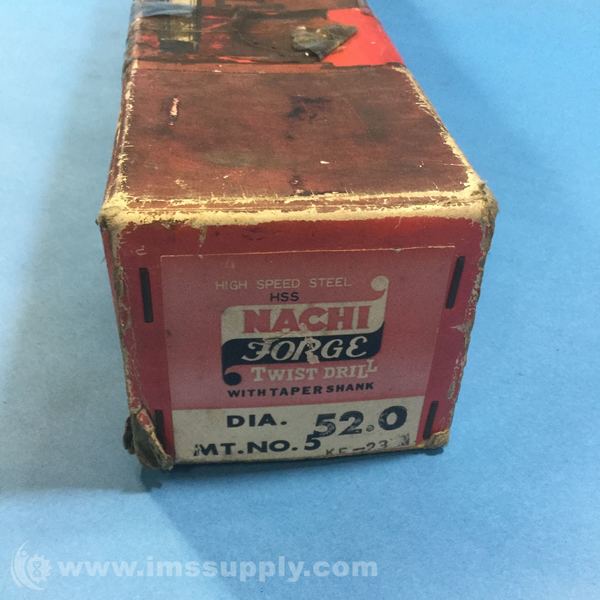 HIGH SPEED STEEL
HSS
NACHI
FORGE
TWIST DRILL
WITH TAPER SHANK
DIA. 52.0
MT.NO.5
www.imssupply.com